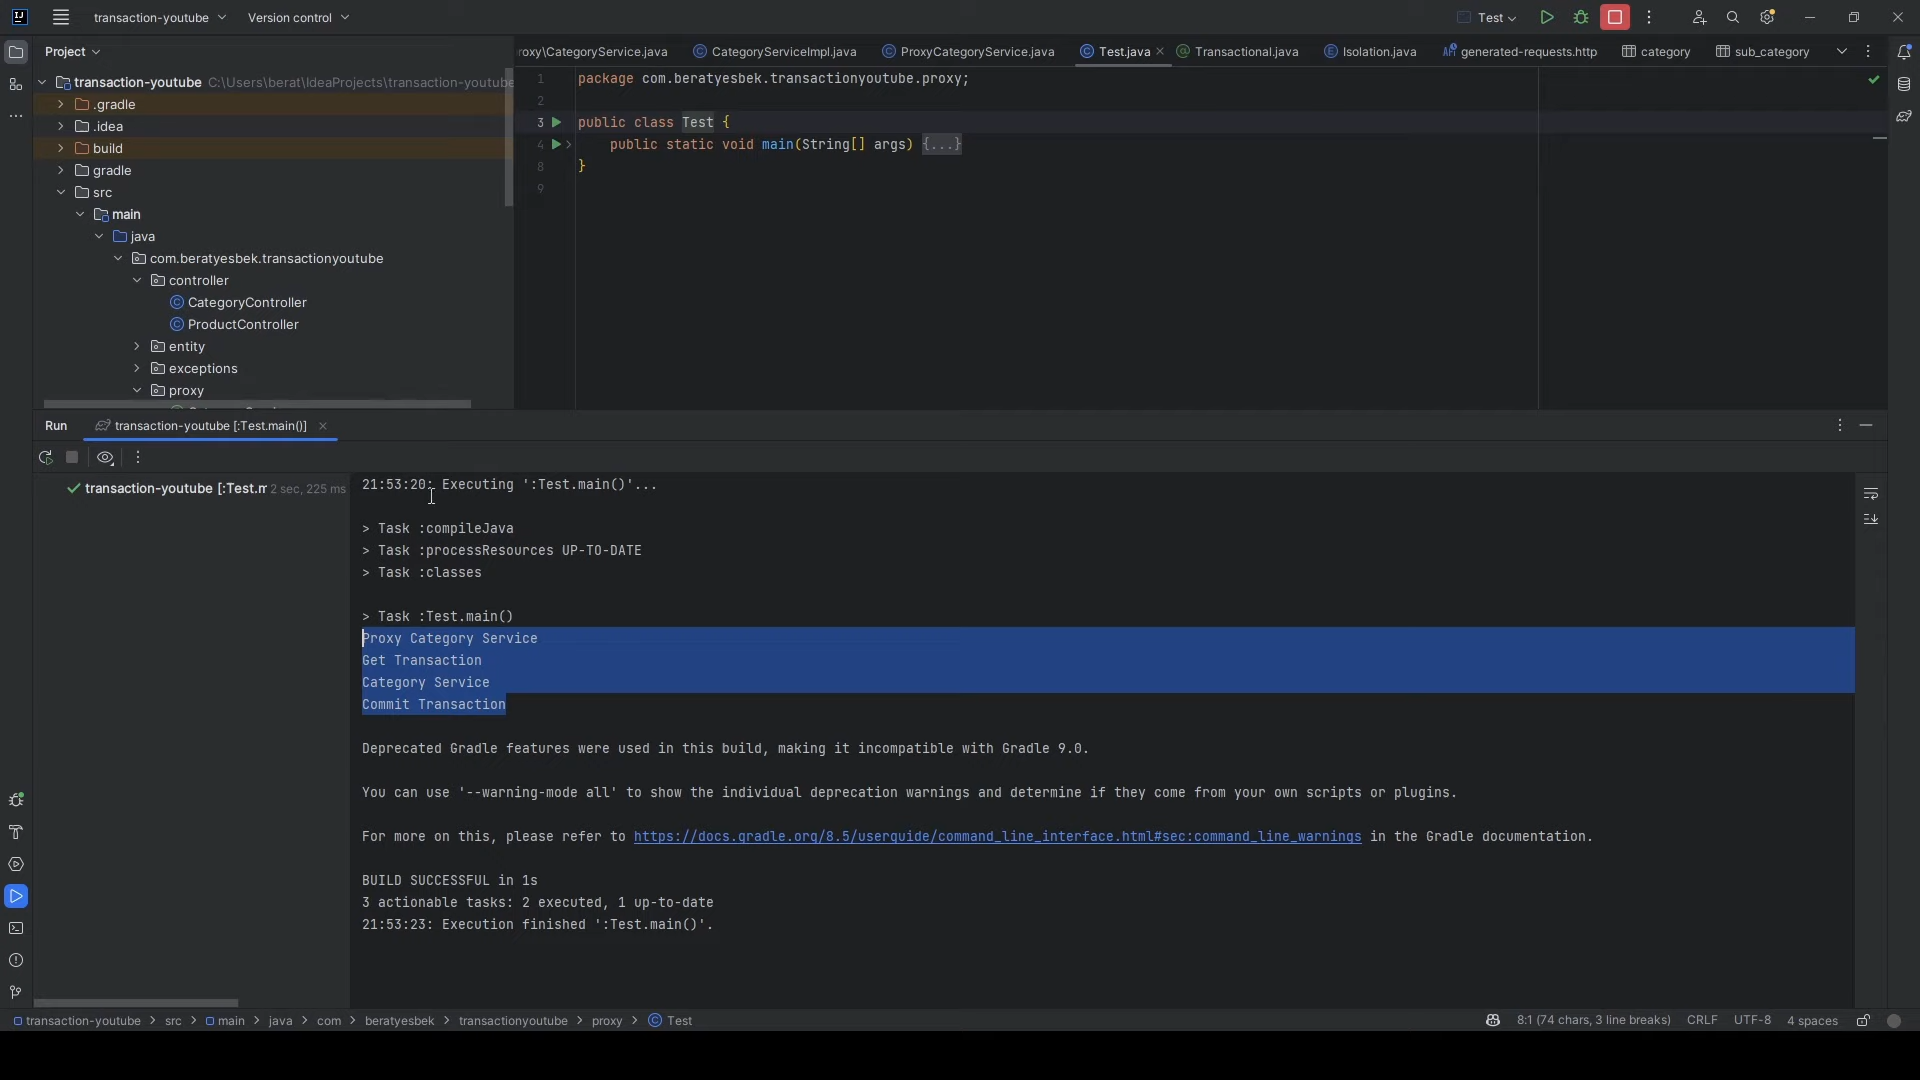 transaction-youtube
Version control
Test
Project
roxy\CategoryService.java
CategoryServiceImpl.java
ProxyCategoryService.java
Test.java
Transactional.java
Isolation.java
generated-requests.http
category
sub_category
transaction-youtube C:\Users\berat\IdeaProjects\transaction-youtube
.gradle
.idea
build
gradle
src
main
java
com.beratyesbek.transactionyoutube
controller
CategoryController
ProductController
entity
exceptions
proxy
1 package com.beratyesbek.transactionyoutube.proxy;
2
3 public class Test {
4 public static void main(String[] args) {...}
8 }
9
Run
transaction-youtube [:Test.main()]
transaction-youtube [:Test.m 2 sec, 225 ms
21:53:20: Executing ':Test.main()'...
> Task :compileJava
> Task :processResources UP-TO-DATE
> Task :classes
> Task :Test.main()
Proxy Category Service
Get Transaction
Category Service
Commit Transaction
Deprecated Gradle features were used in this build, making it incompatible with Gradle 9.0.
You can use '--warning-mode all' to show the individual deprecation warnings and determine if they come from your own scripts or plugins.
For more on this, please refer to https://docs.gradle.org/8.5/userguide/command_line_interface.html#sec:command_line_warnings in the Gradle documentation.
BUILD SUCCESSFUL in 1s
3 actionable tasks: 2 executed, 1 up-to-date
21:53:23: Execution finished ':Test.main()'.
transaction-youtube > src > main > java > com > beratyesbek > transactionyoutube > proxy > Test
8:1 (74 chars, 3 line breaks) CRLF UTF-8 4 spaces